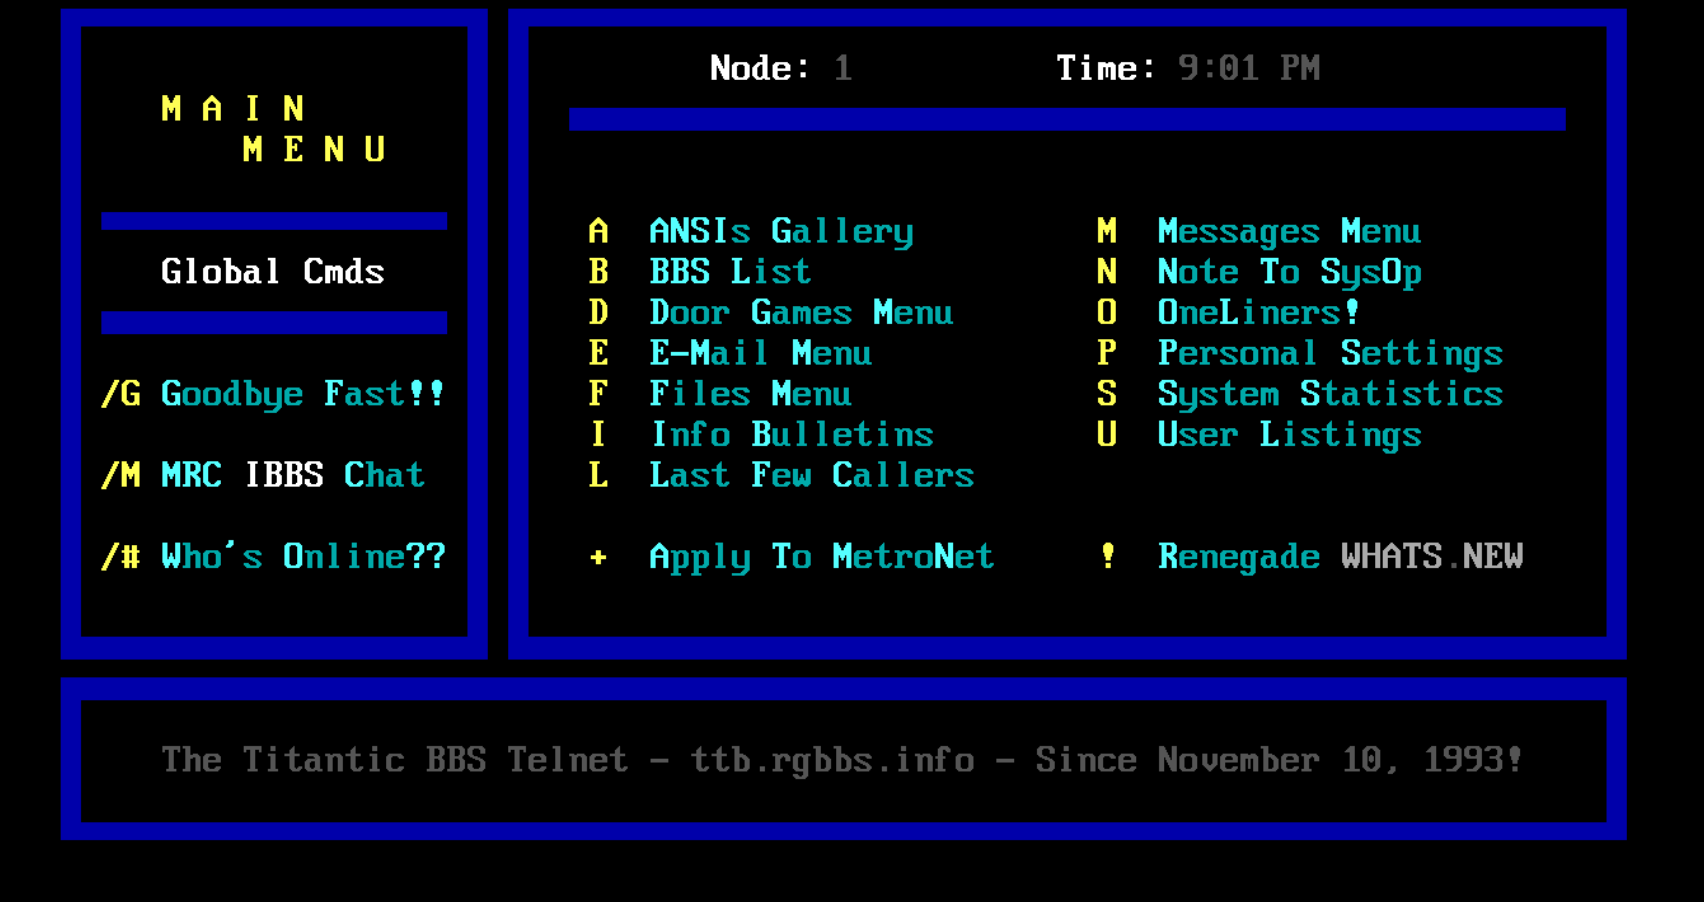 M A I N
M E N U
Global Cmds
/G Goodbye Fast!!
/M MRC IBBS Chat
/# Who's Online??
Node: 1 Time: 9:01 PM
A ANSIs Gallery
B BBS List
D Door Games Menu
E E-Mail Menu
F Files Menu
I Info Bulletins
L Last Few Callers
+ Apply To MetroNet
M Messages Menu
N Note To SysOp
O OneLiners!
P Personal Settings
S System Statistics
U User Listings
! Renegade WHATS.NEW
The Titantic BBS Telnet - ttb.rgbbs.info - Since November 10, 1993!